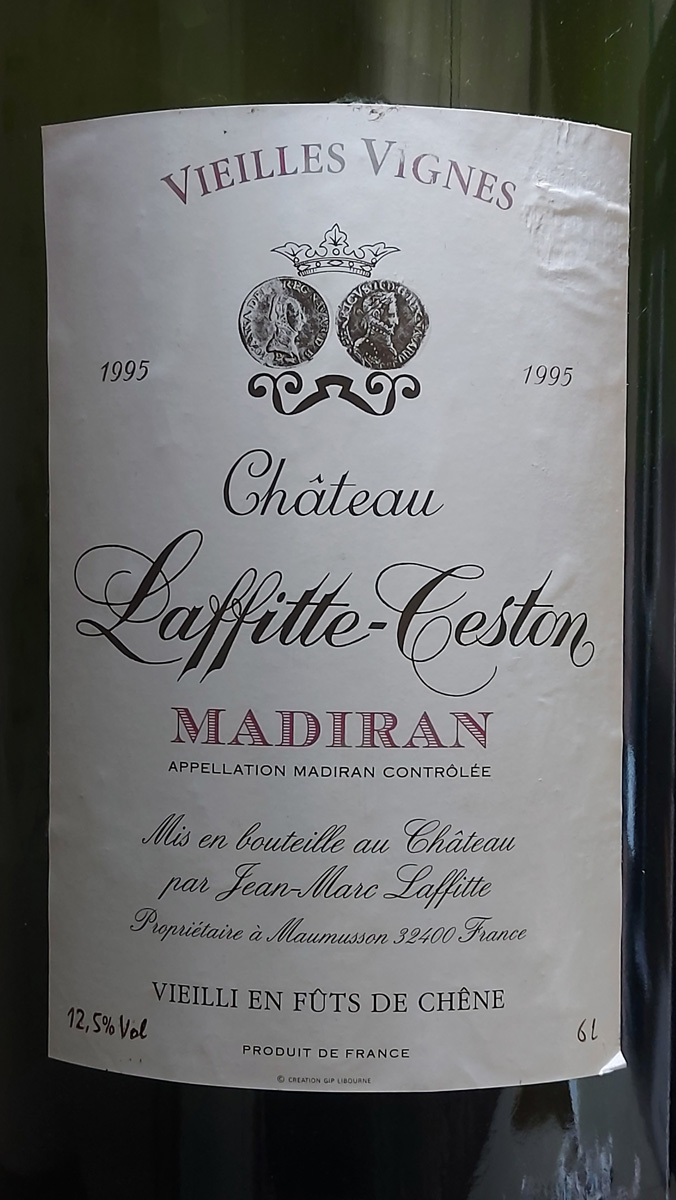 VIEILLES VIGNES
1995 1995
Château
Laffitte-Teston
MADIRAN
APPELLATION MADIRAN CONTRÔLÉE
Mis en bouteille au Château
par Jean-Marc Laffitte
Propriétaire à Maumusson 32400 France
VIEILLI EN FÛTS DE CHÊNE
12,5% Vol 6L
PRODUIT DE FRANCE
© CREATION GIP LIBOURNE